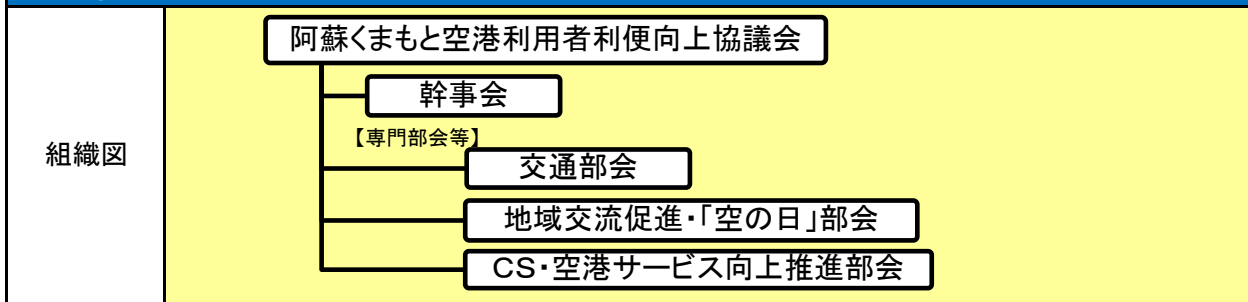 組織図
阿蘇くまもと空港利用者利便向上協議会
幹事会
【専門部会等】
交通部会
地域交流促進・「空の日」部会
CS・空港サービス向上推進部会